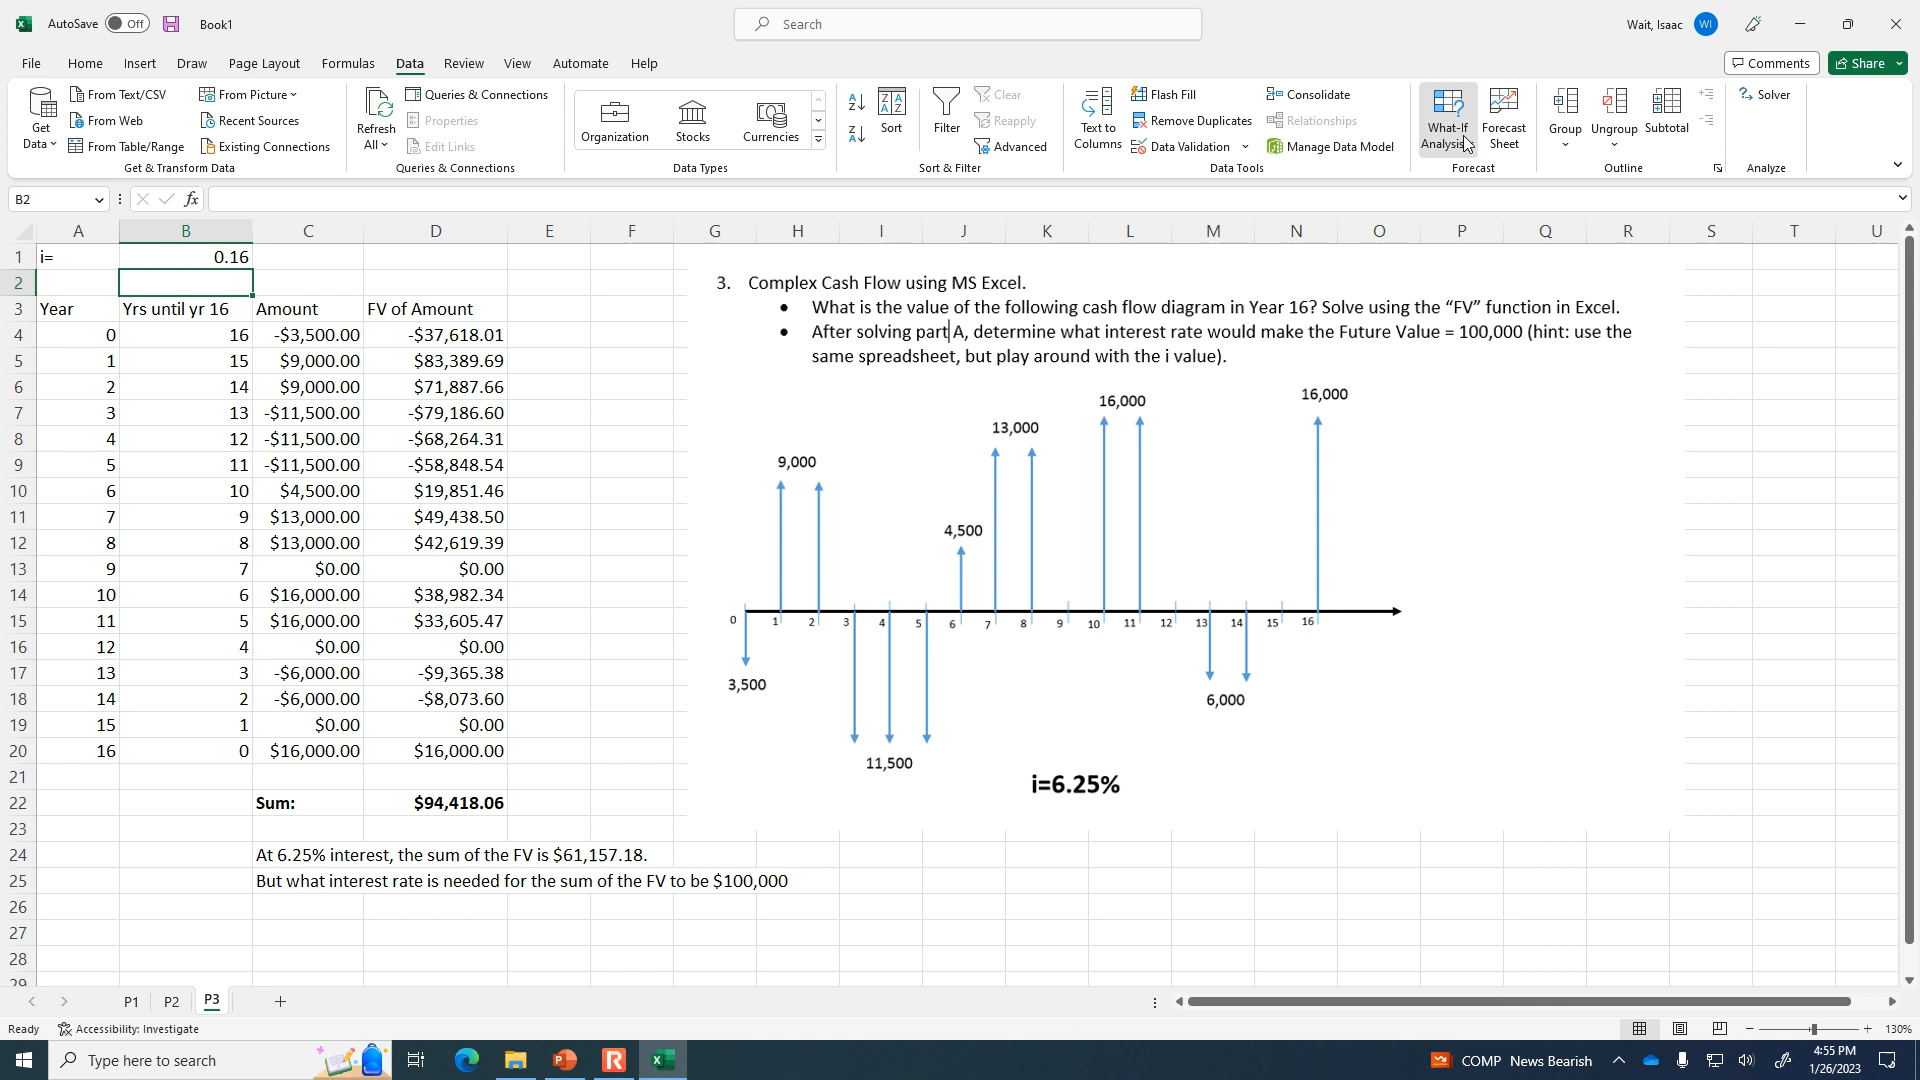 AutoSave Off Book1 Search Wait, Isaac WI
File Home Insert Draw Page Layout Formulas Data Review View Automate Help Comments Share
Get Data From Text/CSV From Web From Table/Range From Picture Recent Sources Existing Connections
Get & Transform Data
Refresh All Queries & Connections Properties Edit Links
Queries & Connections
Organization Stocks Currencies
Data Types
Sort Filter Clear Reapply Advanced
Sort & Filter
Text to Columns Flash Fill Remove Duplicates Data Validation Consolidate Relationships Manage Data Model
Data Tools
What-If Analysis Forecast Sheet
Forecast
Group Ungroup Subtotal
Outline
Solver
Analyze
B2 fx
A B C D E F G H I J K L M N O P Q R S T U
1 i= 0.16
2
3 Year Yrs until yr 16 Amount FV of Amount
4 0 16 -$3,500.00 -$37,618.01
5 1 15 $9,000.00 $83,389.69
6 2 14 $9,000.00 $71,887.66
7 3 13 -$11,500.00 -$79,186.60
8 4 12 -$11,500.00 -$68,264.31
9 5 11 -$11,500.00 -$58,848.54
10 6 10 $4,500.00 $19,851.46
11 7 9 $13,000.00 $49,438.50
12 8 8 $13,000.00 $42,619.39
13 9 7 $0.00 $0.00
14 10 6 $16,000.00 $38,982.34
15 11 5 $16,000.00 $33,605.47
16 12 4 $0.00 $0.00
17 13 3 -$6,000.00 -$9,365.38
18 14 2 -$6,000.00 -$8,073.60
19 15 1 $0.00 $0.00
20 16 0 $16,000.00 $16,000.00
21
22 Sum: $94,418.06
23
24 At 6.25% interest, the sum of the FV is $61,157.18.
25 But what interest rate is needed for the sum of the FV to be $100,000
26
27
28
29
3. Complex Cash Flow using MS Excel.
• What is the value of the following cash flow diagram in Year 16? Solve using the “FV” function in Excel.
• After solving part A, determine what interest rate would make the Future Value = 100,000 (hint: use the
same spreadsheet, but play around with the i value).
16,000 16,000
13,000
9,000
4,500
0 1 2 3 4 5 6 7 8 9 10 11 12 13 14 15 16
3,500
6,000
11,500
i=6.25%
P1 P2 P3
Ready Accessibility: Investigate 130%
Type here to search COMP News Bearish 4:55 PM
1/26/2023